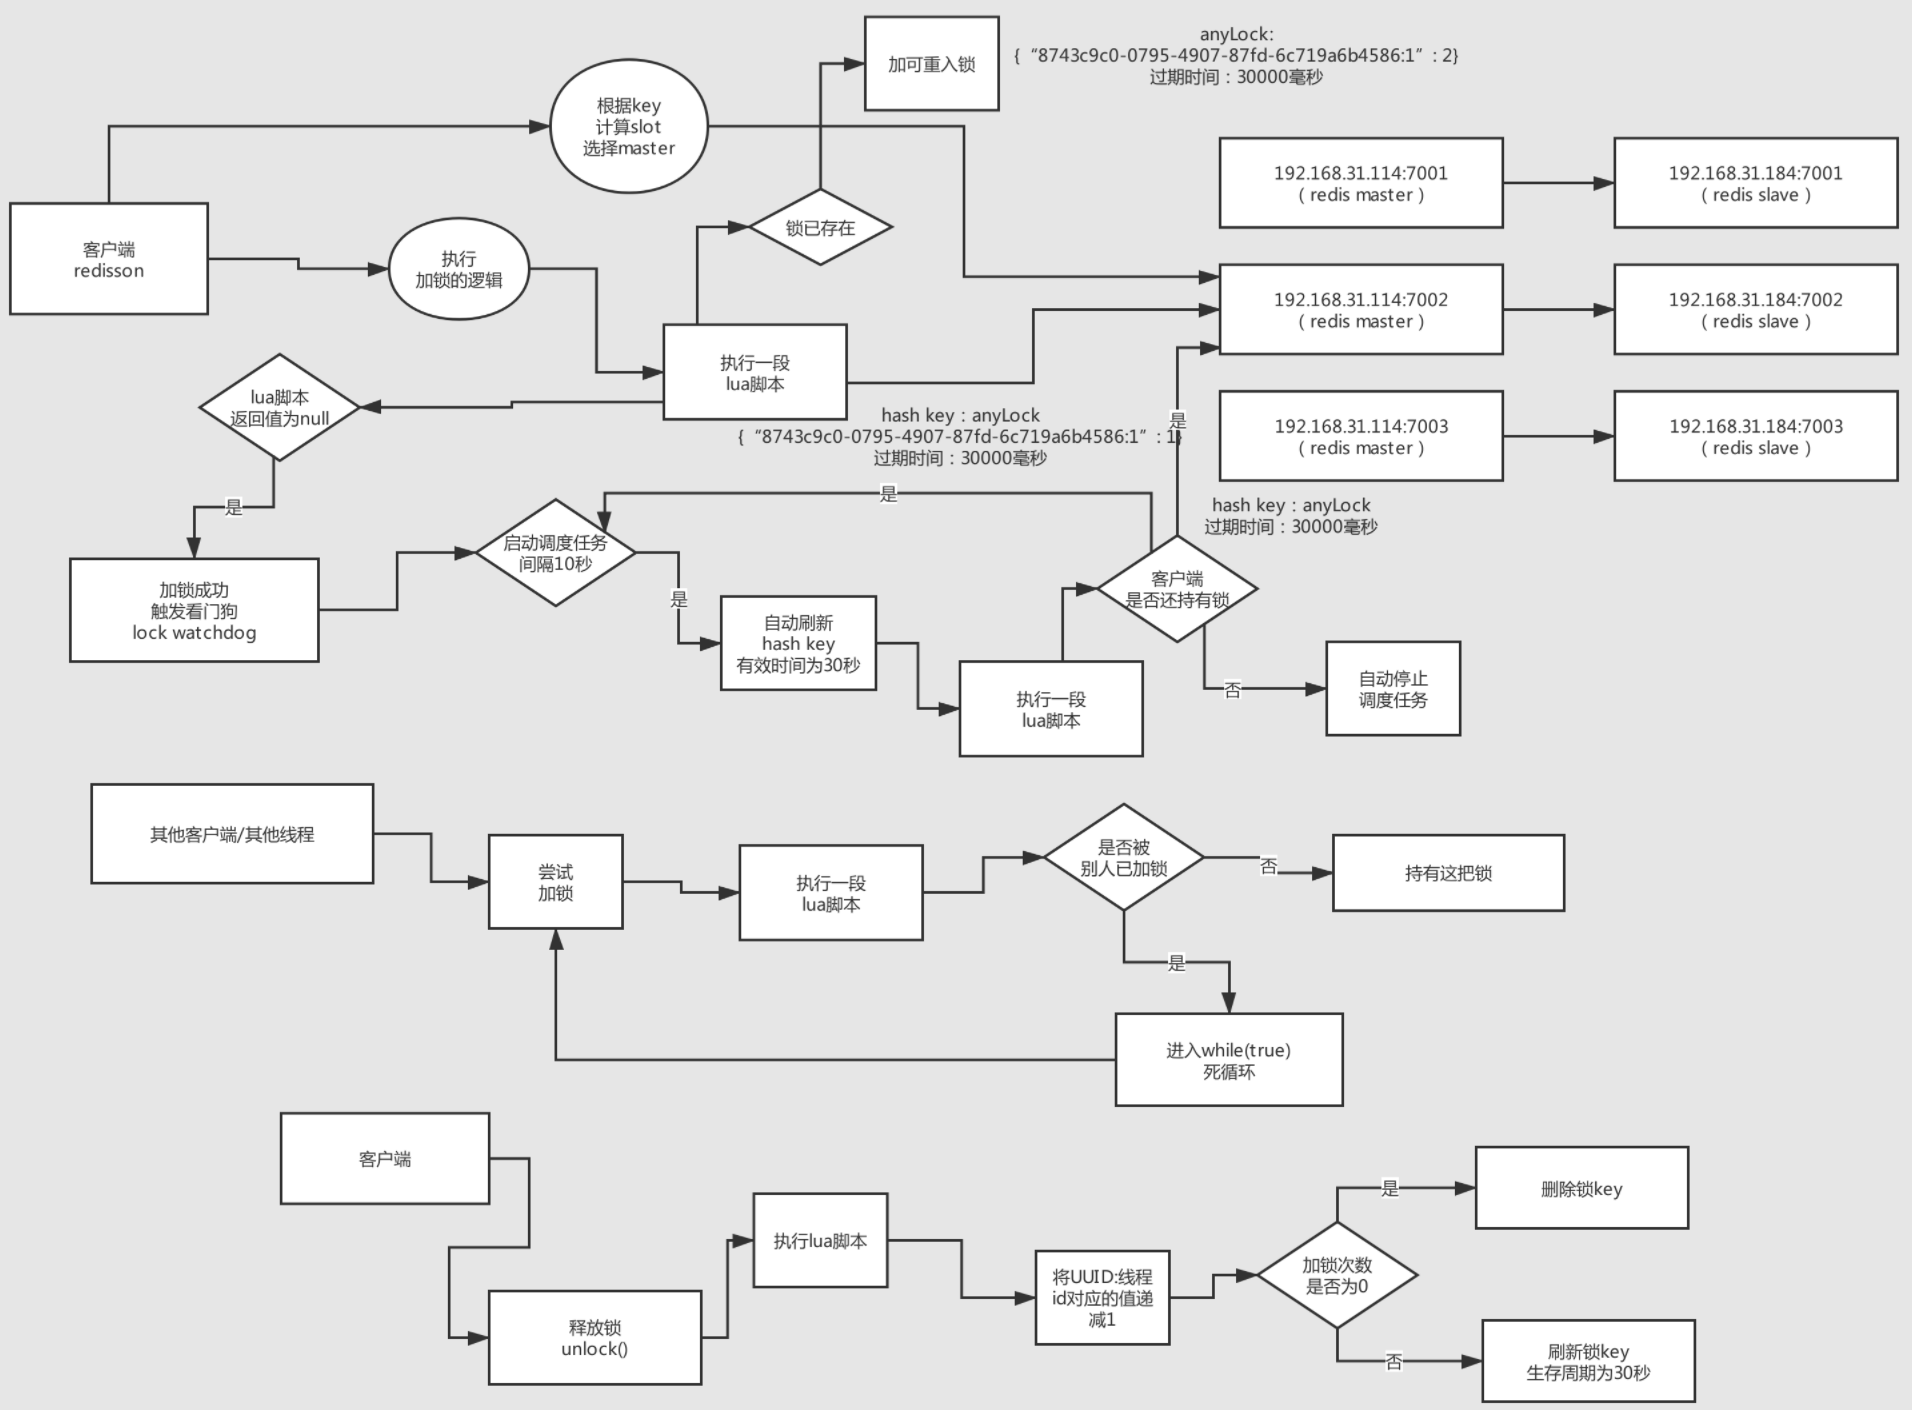 anyLock:
{ “8743c9c0-0795-4907-87fd-6c719a6b4586:1” : 2}
过期时间：30000毫秒
加可重入锁
根据key
计算slot
选择master
192.168.31.114:7001
( redis master )
192.168.31.184:7001
( redis slave )
锁已存在
客户端
redisson
执行
加锁的逻辑
192.168.31.114:7002
( redis master )
192.168.31.184:7002
( redis slave )
执行一段
lua脚本
lua脚本
返回值为null
hash key : anyLock
{ “8743c9c0-0795-4907-87fd-6c719a6b4586:1” : 1}
过期时间：30000毫秒
是
192.168.31.114:7003
( redis master )
192.168.31.184:7003
( redis slave )
是
是
hash key : anyLock
过期时间：30000毫秒
启动调度任务
间隔10秒
加锁成功
触发看门狗
lock watchdog
是
自动刷新
hash key
有效时间为30秒
客户端
是否还持有锁
执行一段
lua脚本
否
自动停止
调度任务
其他客户端/其他线程
尝试
加锁
执行一段
lua脚本
是否被
别人已加锁
否
持有这把锁
是
进入while(true)
死循环
客户端
释放锁
unlock()
执行lua脚本
将UUID:线程
id对应的值递
减1
加锁次数
是否为0
是
删除锁key
否
刷新锁key
生存周期为30秒